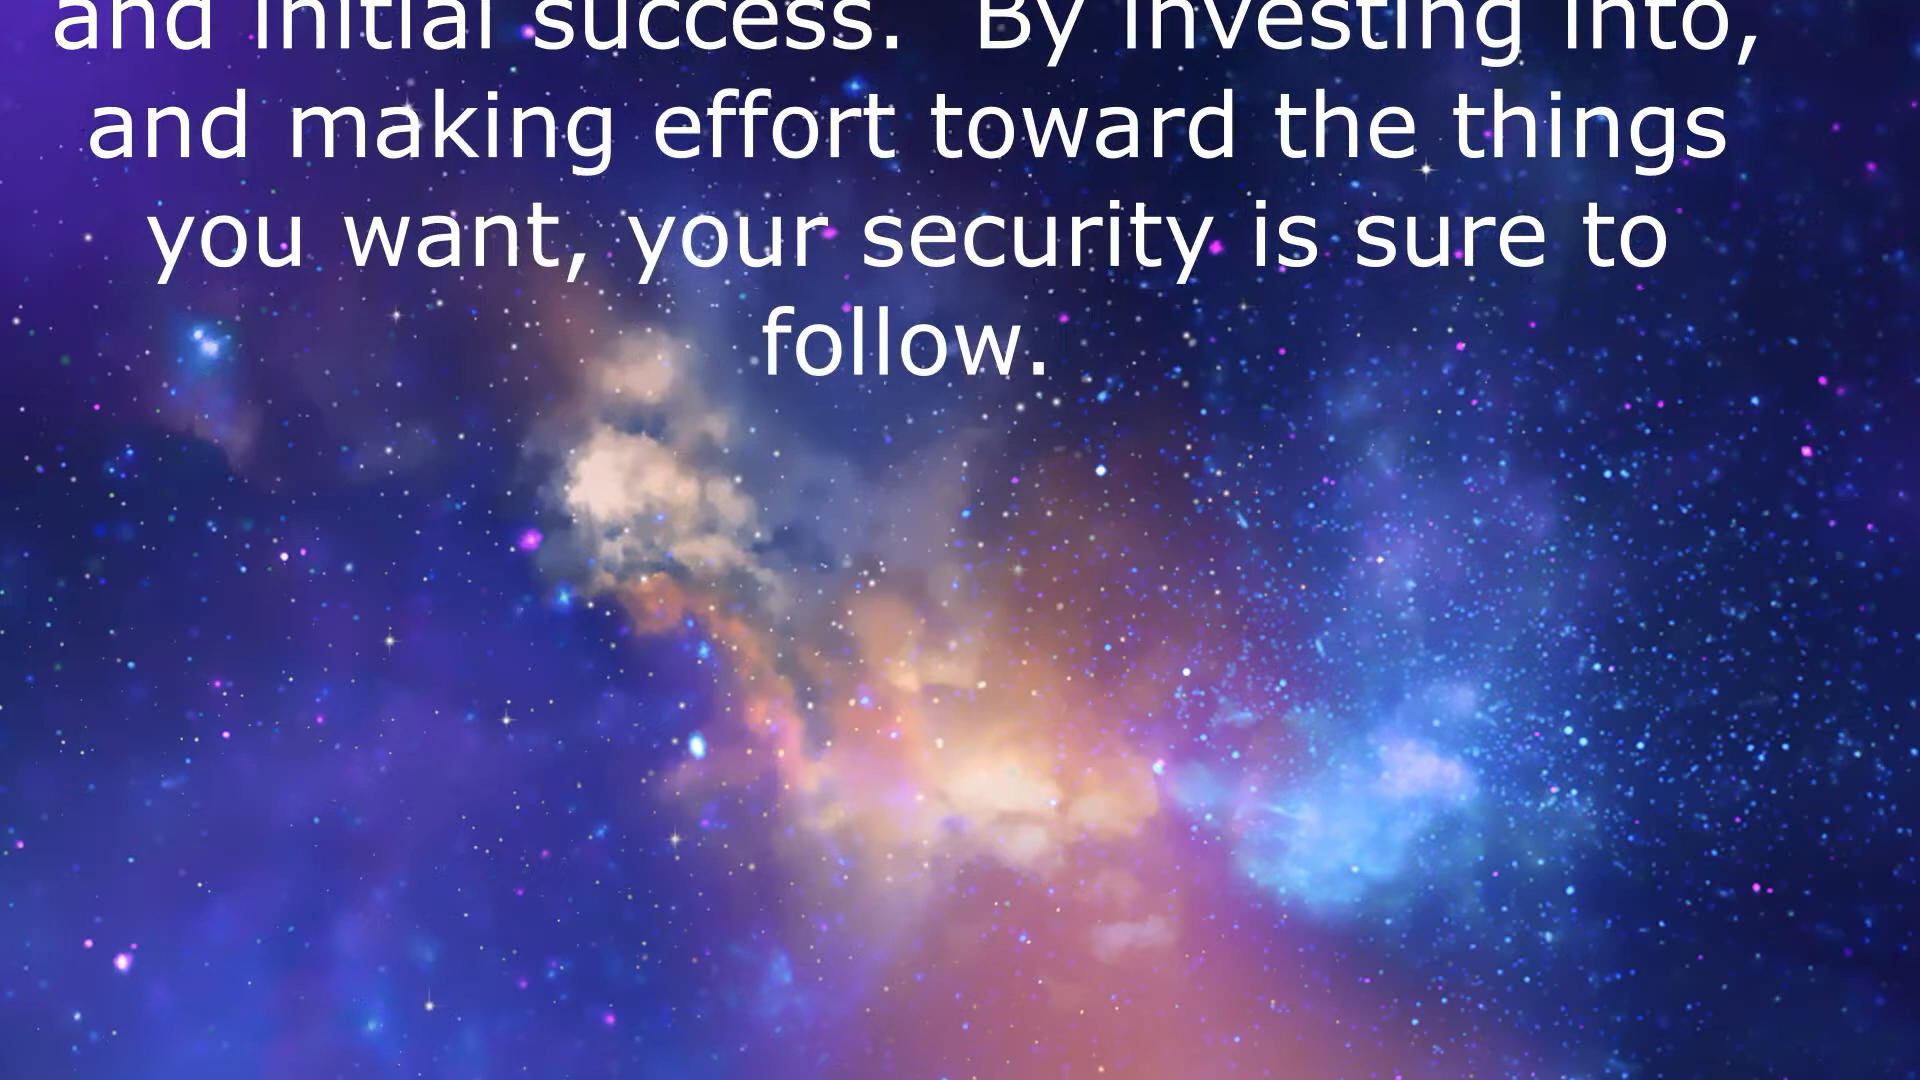 and initial success.  By investing into,
and making effort toward the things
you want, your security is sure to
follow.